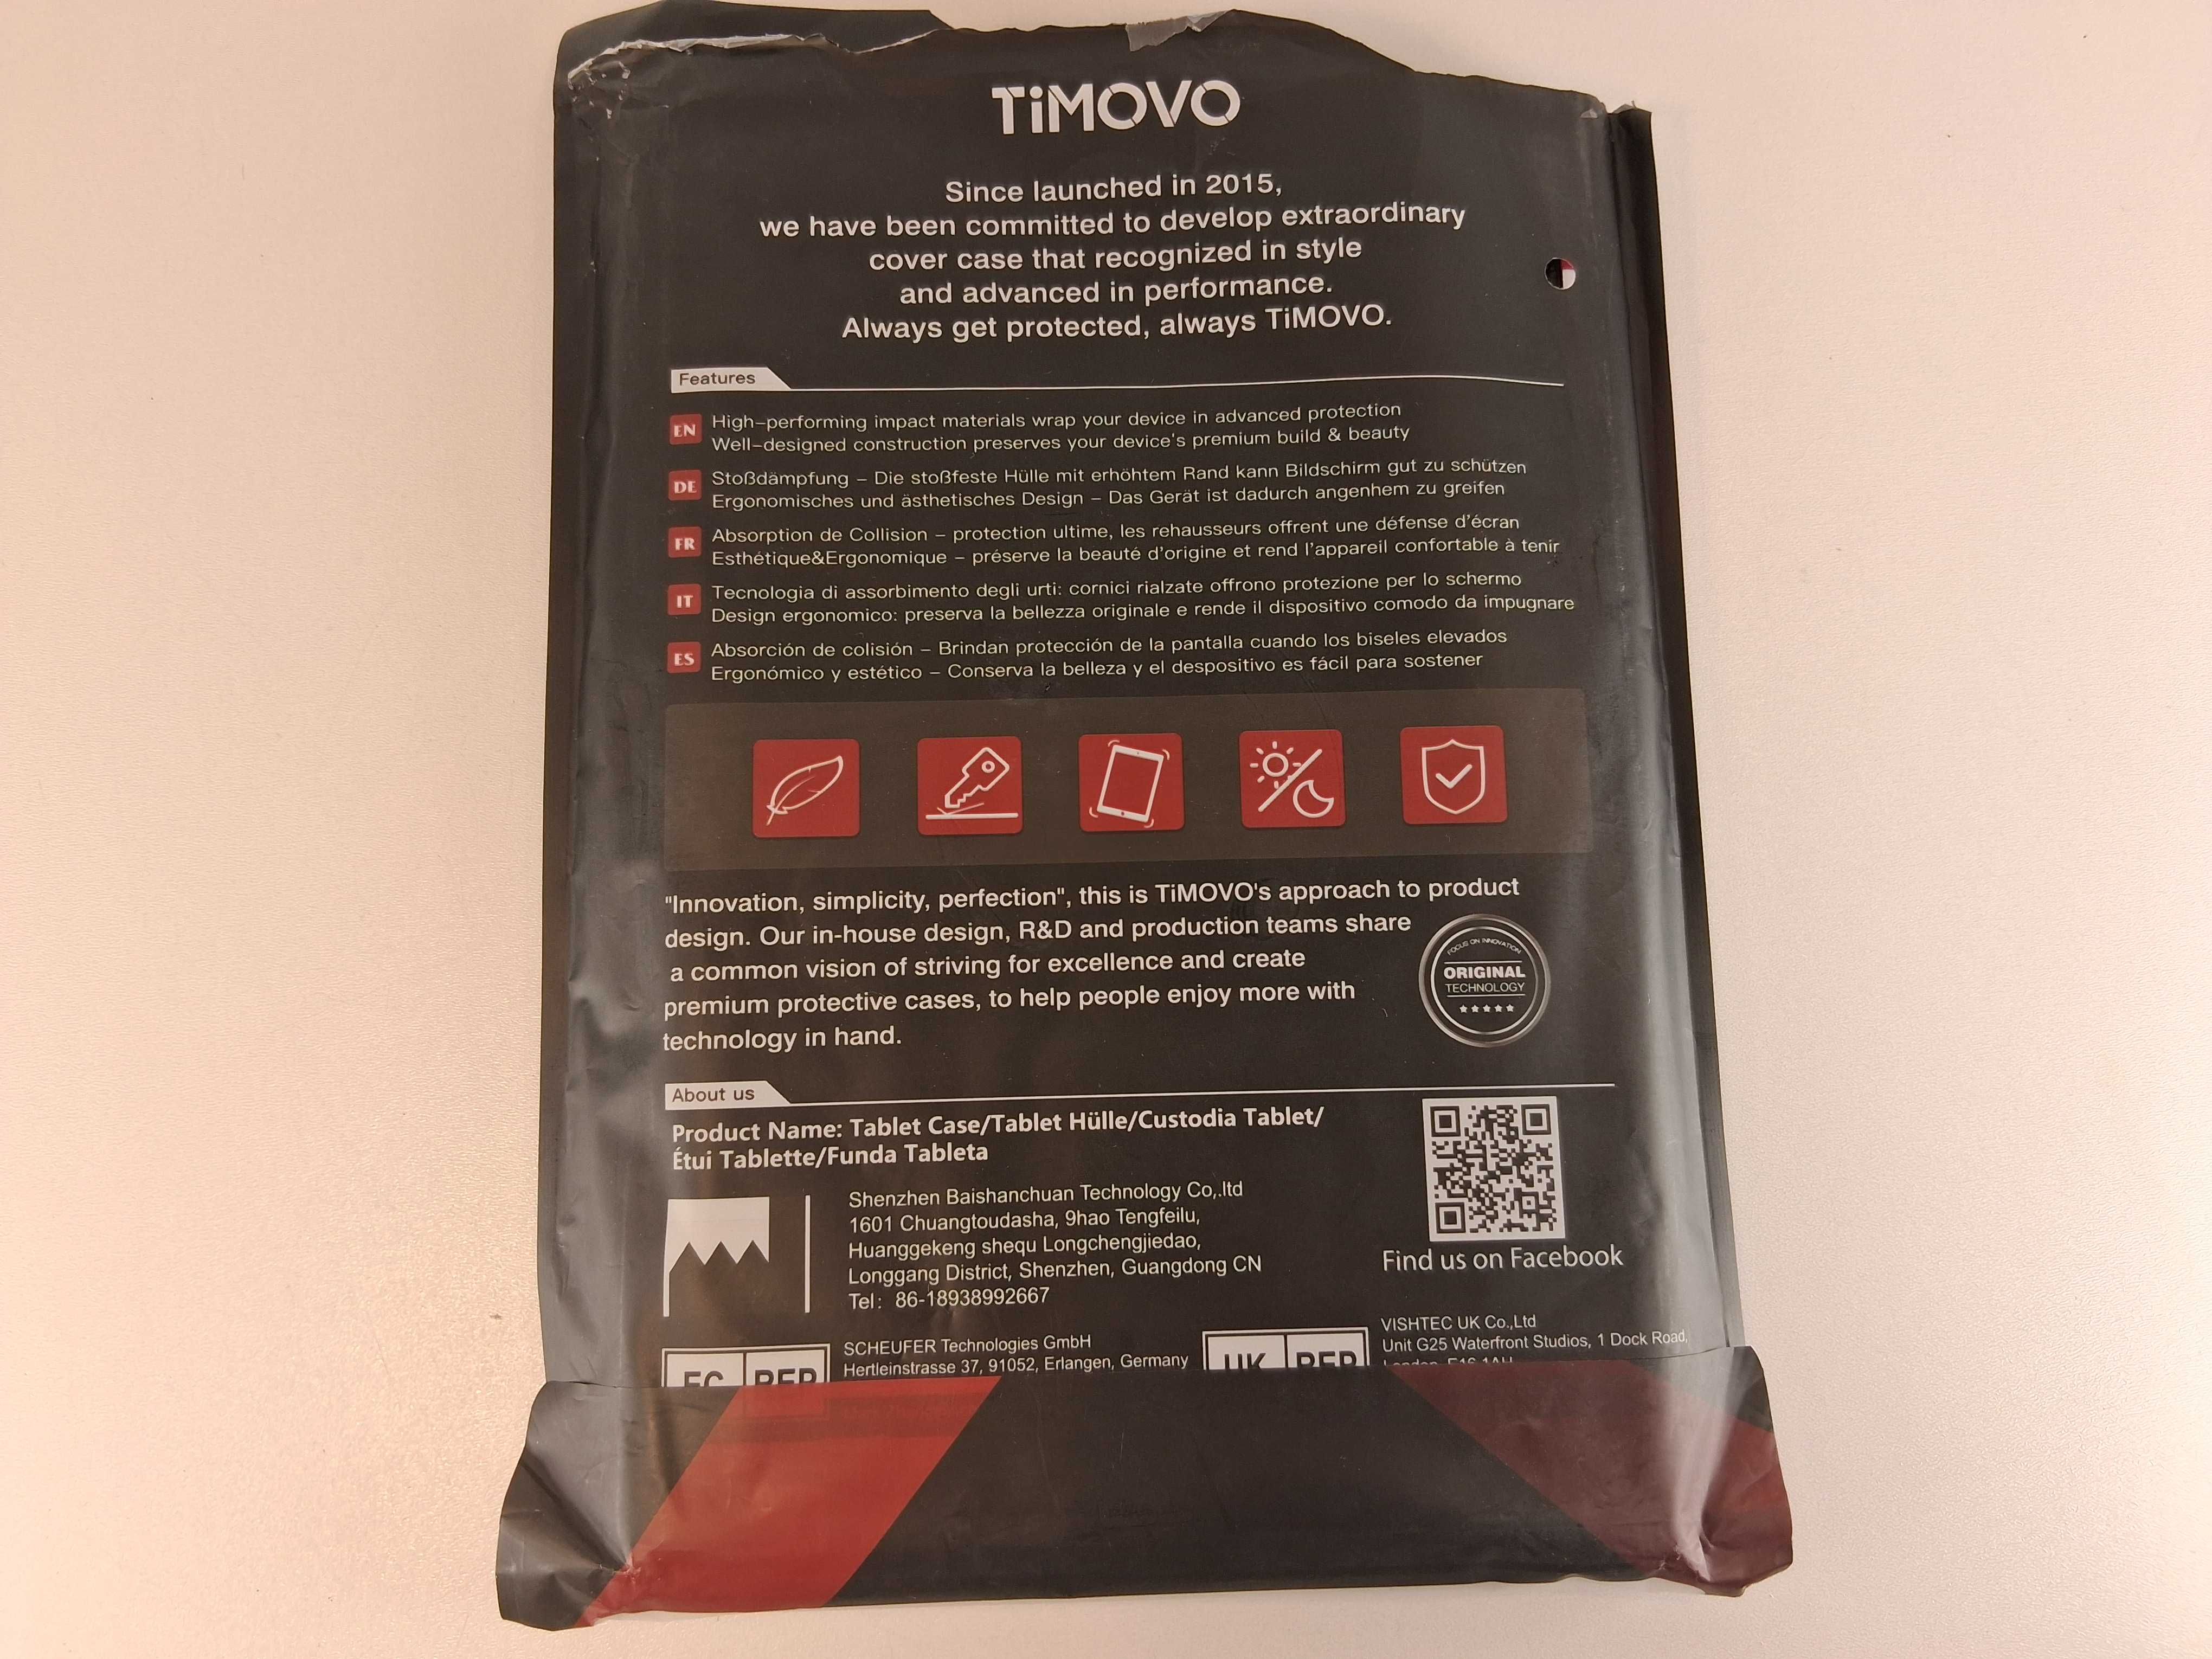 TiMOVO
Since launched in 2015,
we have been committed to develop extraordinary
cover case that recognized in style
and advanced in performance.
Always get protected, always TiMOVO.
Features
EN
High-performing impact materials wrap your device in advanced protection
Well-designed construction preserves your device's premium build & beauty
DE
Stoßdämpfung – Die stoßfeste Hülle mit erhöhtem Rand kann Bildschirm gut zu schützen
Ergonomisches und ästhetisches Design – Das Gerät ist dadurch angenhem zu greifen
FR
Absorption de Collision – protection ultime, les rehausseurs offrent une défense d'écran
Esthétique&Ergonomique – préserve la beauté d'origine et rend l'appareil confortable à tenir
IT
Tecnologia di assorbimento degli urti: cornici rialzate offrono protezione per lo schermo
Design ergonomico: preserva la bellezza originale e rende il dispositivo comodo da impugnare
ES
Absorción de colisión – Brindan protección de la pantalla cuando los biseles elevados
Ergonómico y estético – Conserva la belleza y el despositivo es fácil para sostener
"Innovation, simplicity, perfection", this is TiMOVO's approach to product
design. Our in-house design, R&D and production teams share
a common vision of striving for excellence and create
premium protective cases, to help people enjoy more with
technology in hand.
FOCUS ON INNOVATION
ORIGINAL
TECHNOLOGY
About us
Product Name: Tablet Case/Tablet Hülle/Custodia Tablet/
Étui Tablette/Funda Tableta
Shenzhen Baishanchuan Technology Co,.ltd
1601 Chuangtoudasha, 9hao Tengfeilu,
Huanggekeng shequ Longchengjiedao,
Longgang District, Shenzhen, Guangdong CN
Tel: 86-18938992667
Find us on Facebook
EC REP
SCHEUFER Technologies GmbH
Hertleinstrasse 37, 91052, Erlangen, Germany
UK REP
VISHTEC UK Co.,Ltd
Unit G25 Waterfront Studios, 1 Dock Road,
London, E16 1AH